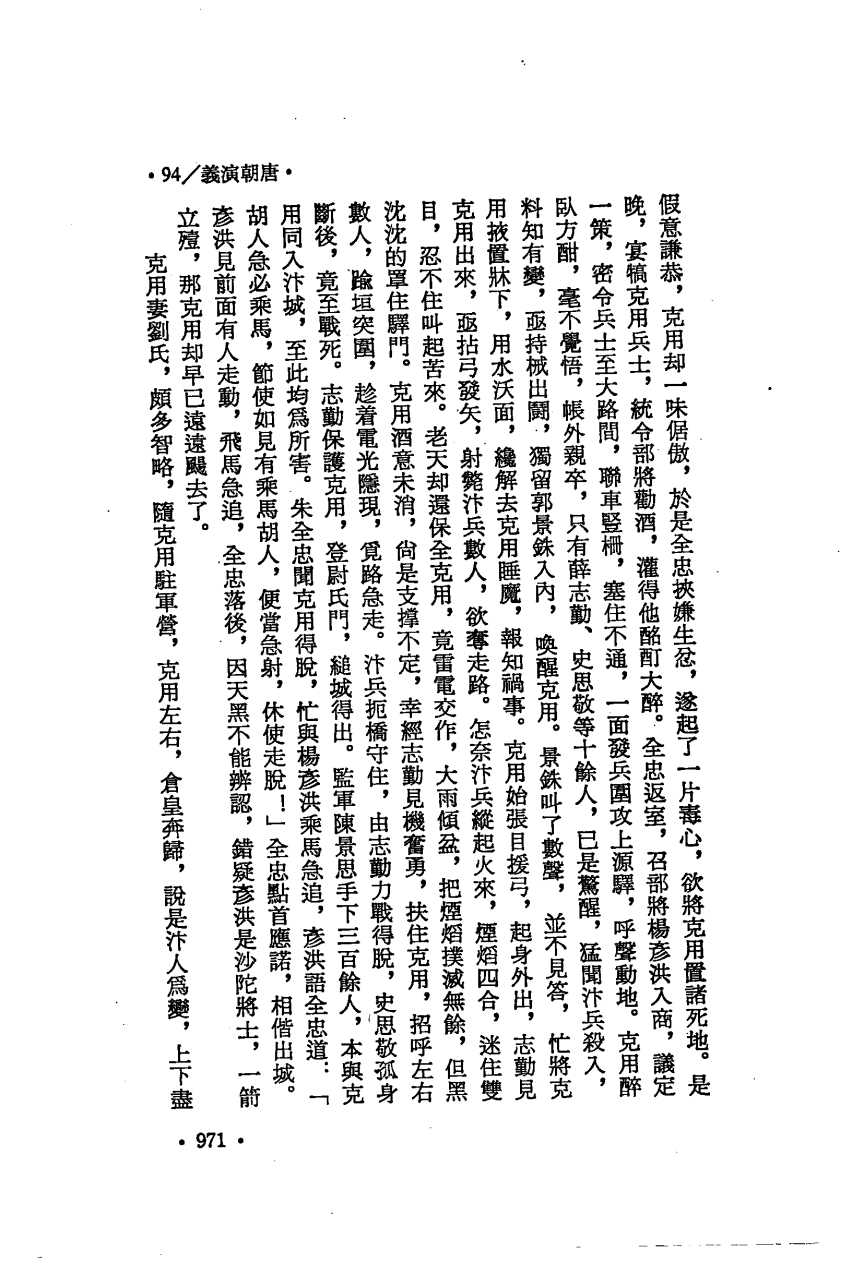 ·94/義演朝唐·
假意謙恭，克用却一味倨傲，於是全忠挾嫌生忿，遂起了一片毒心，欲將克用置諸死地。是
晚，宴犒克用兵士，統令部將勸酒，灌得他酩酊大醉。全忠返室，召部將楊彥洪入商，議定
一策，密令兵士至大路間，聯車豎柵，塞住不通，一面發兵圍攻上源驛，呼聲動地。克用醉
臥方酣，毫不覺悟，帳外親卒，只有薛志勤、史思敬等十餘人，已是驚醒，猛聞汴兵殺入，
料知有變，亟持械出鬬，獨留郭景銖入內，喚醒克用。景銖叫了數聲，並不見答，忙將克
用掖置牀下，用水沃面，纔解去克用睡魔，報知禍事。克用始張目援弓，起身外出，志勤見
克用出來，亟拈弓發矢，射斃汴兵數人，欲奪走路。怎奈汴兵縱起火來，煙熖四合，迷住雙
目，忍不住叫起苦來。老天却還保全克用，竟雷電交作，大雨傾盆，把煙熖撲滅無餘，但黑
沈沈的罩住驛門。克用酒意未消，尙是支撐不定，幸經志勤見機奮勇，扶住克用，招呼左右
數人，踰垣突圍，趁着電光隱現，覓路急走。汴兵扼橋守住，由志勤力戰得脫，史思敬孤身
斷後，竟至戰死。志勤保護克用，登尉氏門，縋城得出。監軍陳景思手下三百餘人，本與克
用同入汴城，至此均爲所害。朱全忠聞克用得脫，忙與楊彥洪乘馬急追，彥洪語全忠道：「
胡人急必乘馬，節使如見有乘馬胡人，便當急射，休使走脫！」全忠點首應諾，相偕出城。
彥洪見前面有人走動，飛馬急追，全忠落後，因天黑不能辨認，錯疑彥洪是沙陀將士，一箭
立殪，那克用却早已遠遠颺去了。
克用妻劉氏，頗多智略，隨克用駐軍營，克用左右，倉皇奔歸，說是汴人爲變，上下盡
·971·